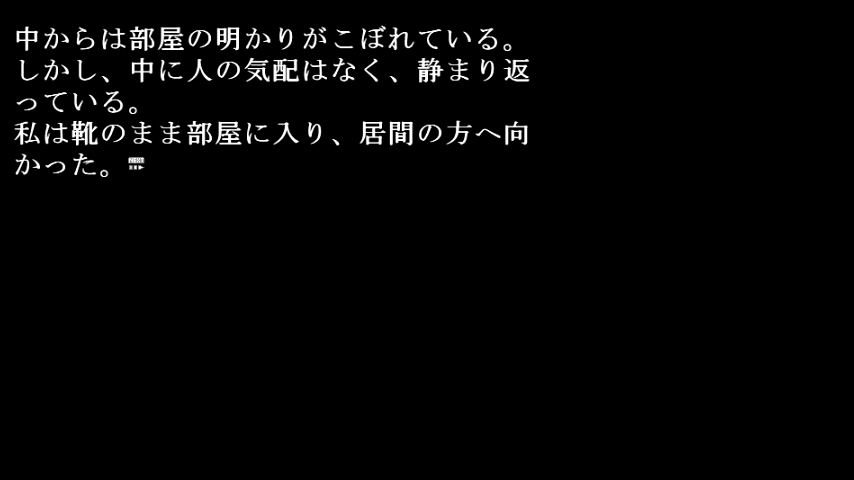 中からは部屋の明かりがこぼれている。
しかし、中に人の気配はなく、静まり返
っている。
私は靴のまま部屋に入り、居間の方へ向
かった。